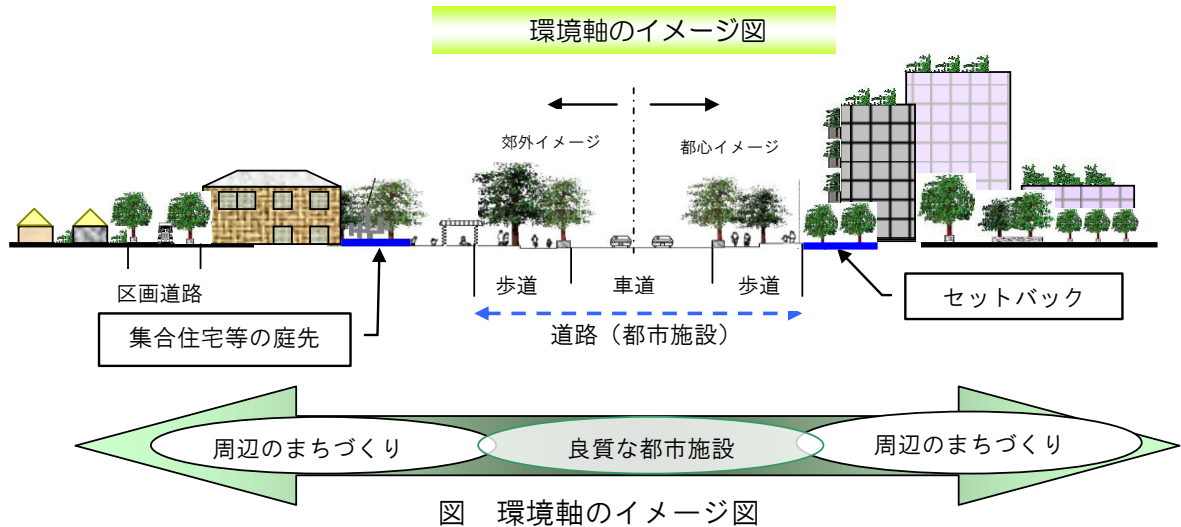 環境軸のイメージ図
郊外イメージ
都心イメージ
区画道路
歩道
車道
歩道
セットバック
集合住宅等の庭先
道路（都市施設）
周辺のまちづくり
良質な都市施設
周辺のまちづくり
図　環境軸のイメージ図